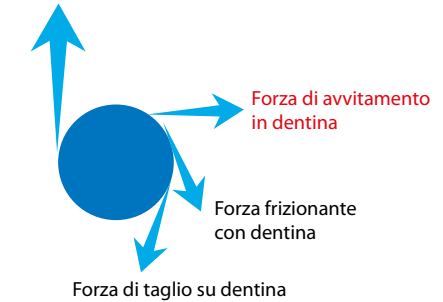 Forza di avvitamento
in dentina
Forza frizionante
con dentina
Forza di taglio su dentina